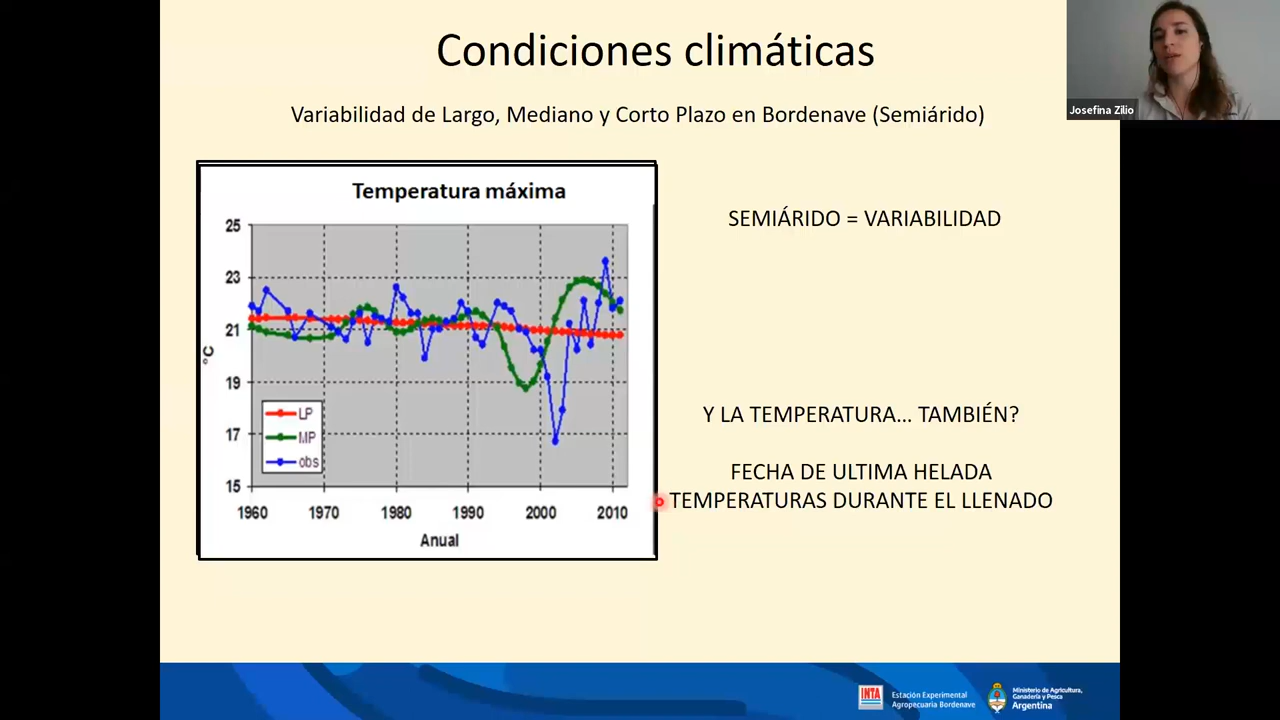 Condiciones climáticas
Josefina Zilio
Variabilidad de Largo, Mediano y Corto Plazo en Bordenave (Semiárido)
Temperatura máxima
25
23
21
19
17
15
°C
LP
MP
obs
1960 1970 1980 1990 2000 2010
Anual
SEMIÁRIDO = VARIABILIDAD
Y LA TEMPERATURA... TAMBIÉN?
FECHA DE ULTIMA HELADA
TEMPERATURAS DURANTE EL LLENADO
INTA
Estación Experimental
Agropecuaria Bordenave
Ministerio de Agricultura,
Ganadería y Pesca
Argentina